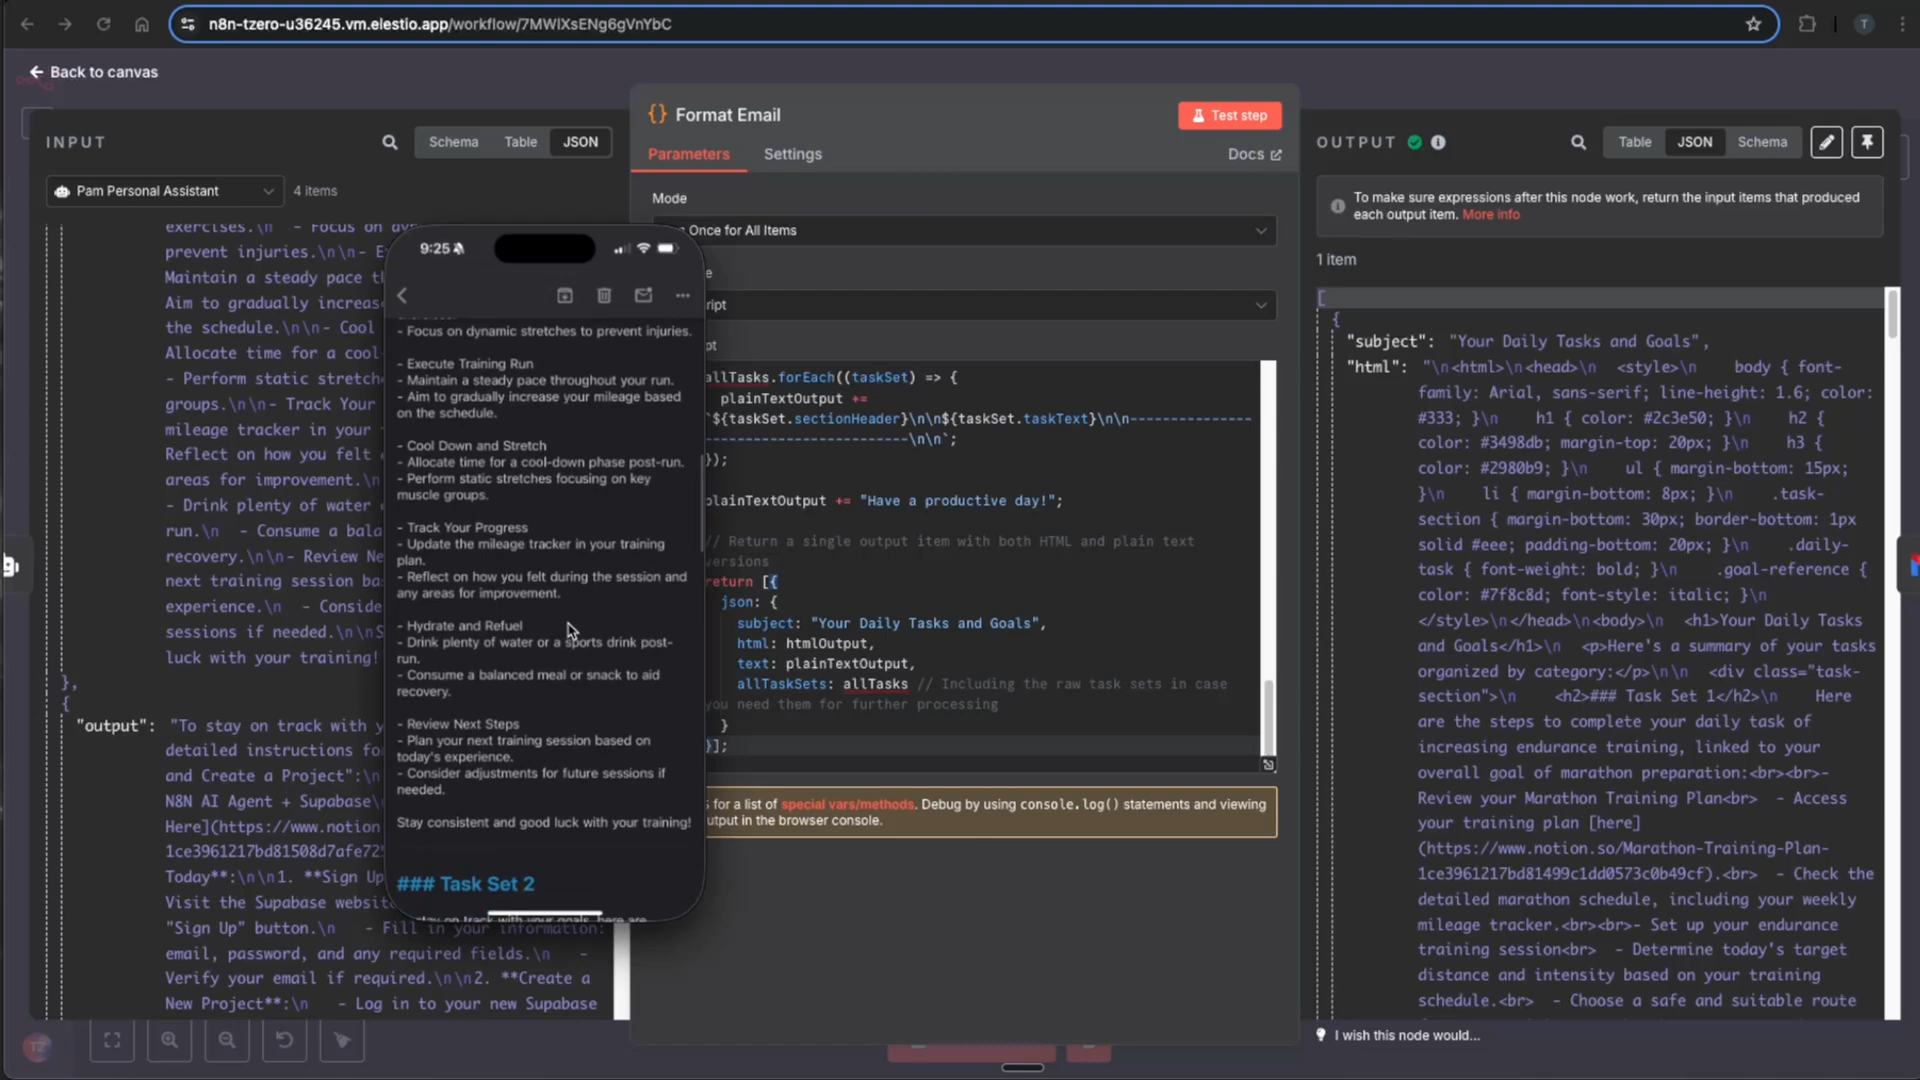 n8n-tzero-u36245.vm.elestio.app/workflow/7MWlXsENg6gVnYbC
T
Back to canvas
INPUT
Schema
Table
JSON
Pam Personal Assistant
4 items
exercises.\n  - Focus on dy
prevent injuries.\n\n- E
Maintain a steady pace t
Aim to gradually increas
the schedule.\n\n- Cool
Allocate time for a cool-
- Perform static stretch
groups.\n\n- Track Your
mileage tracker in your
Reflect on how you felt
areas for improvement.\n
- Drink plenty of water
run.\n  - Consume a bala
recovery.\n\n- Review Ne
next training session ba
experience.\n  - Conside
sessions if needed.\n\nS
luck with your training!
},
{
"output": "To stay on track with y
detailed instructions fo
and Create a Project":\n
N8N AI Agent + Supabase\
Here](https://www.notion
1ce3961217bd81508d7afe72
Today**:\n\n1. **Sign Up
Visit the Supabase websit
"Sign Up" button.\n   - Fill in your information:
email, password, and any required fields.\n   -
Verify your email if required.\n\n2. **Create a
New Project**:\n   - Log in to your new Supabase
9:25
- Focus on dynamic stretches to prevent injuries.
- Execute Training Run
- Maintain a steady pace throughout your run.
- Aim to gradually increase your mileage based
on the schedule.
- Cool Down and Stretch
- Allocate time for a cool-down phase post-run.
- Perform static stretches focusing on key
muscle groups.
- Track Your Progress
- Update the mileage tracker in your training
plan.
- Reflect on how you felt during the session and
any areas for improvement.
- Hydrate and Refuel
- Drink plenty of water or a sports drink post-
run.
- Consume a balanced meal or snack to aid
recovery.
- Review Next Steps
- Plan your next training session based on
today's experience.
- Consider adjustments for future sessions if
needed.
Stay consistent and good luck with your training!
### Task Set 2
stay on track with your goals, here are
{} Format Email
Test step
Parameters
Settings
Docs
Mode
Once for All Items
e
ript
pt
allTasks.forEach((taskSet) => {
plainTextOutput +=
`${taskSet.sectionHeader}\n\n${taskSet.taskText}\n\n---------------
-------------------------\n\n`;
});
plainTextOutput += "Have a productive day!";
// Return a single output item with both HTML and plain text
versions
return [{
json: {
subject: "Your Daily Tasks and Goals",
html: htmlOutput,
text: plainTextOutput,
allTaskSets: allTasks // Including the raw task sets in case
you need them for further processing
}
}];
for a list of special vars/methods. Debug by using console.log() statements and viewing
utput in the browser console.
OUTPUT
Table
JSON
Schema
To make sure expressions after this node work, return the input items that produced
each output item. More info
1 item
[
{
"subject": "Your Daily Tasks and Goals",
"html": "\n<html>\n<head>\n  <style>\n    body { font-
family: Arial, sans-serif; line-height: 1.6; color:
#333; }\n    h1 { color: #2c3e50; }\n    h2 {
color: #3498db; margin-top: 20px; }\n    h3 {
color: #2980b9; }\n    ul { margin-bottom: 15px;
}\n    li { margin-bottom: 8px; }\n    .task-
section { margin-bottom: 30px; border-bottom: 1px
solid #eee; padding-bottom: 20px; }\n    .daily-
task { font-weight: bold; }\n    .goal-reference {
color: #7f8c8d; font-style: italic; }\n
</style>\n</head>\n<body>\n  <h1>Your Daily Tasks
and Goals</h1>\n  <p>Here's a summary of your tasks
organized by category:</p>\n\n  <div class="task-
section">\n    <h2>### Task Set 1</h2>\n    Here
are the steps to complete your daily task of
increasing endurance training, linked to your
overall goal of marathon preparation:<br><br>-
Review your Marathon Training Plan<br>  - Access
your training plan [here]
(https://www.notion.so/Marathon-Training-Plan-
1ce3961217bd81499c1dd0573c0b49cf).<br>  - Check the
detailed marathon schedule, including your weekly
mileage tracker.<br><br>- Set up your endurance
training session<br>  - Determine today's target
distance and intensity based on your training
schedule.<br>  - Choose a safe and suitable route
I wish this node would...
TZ